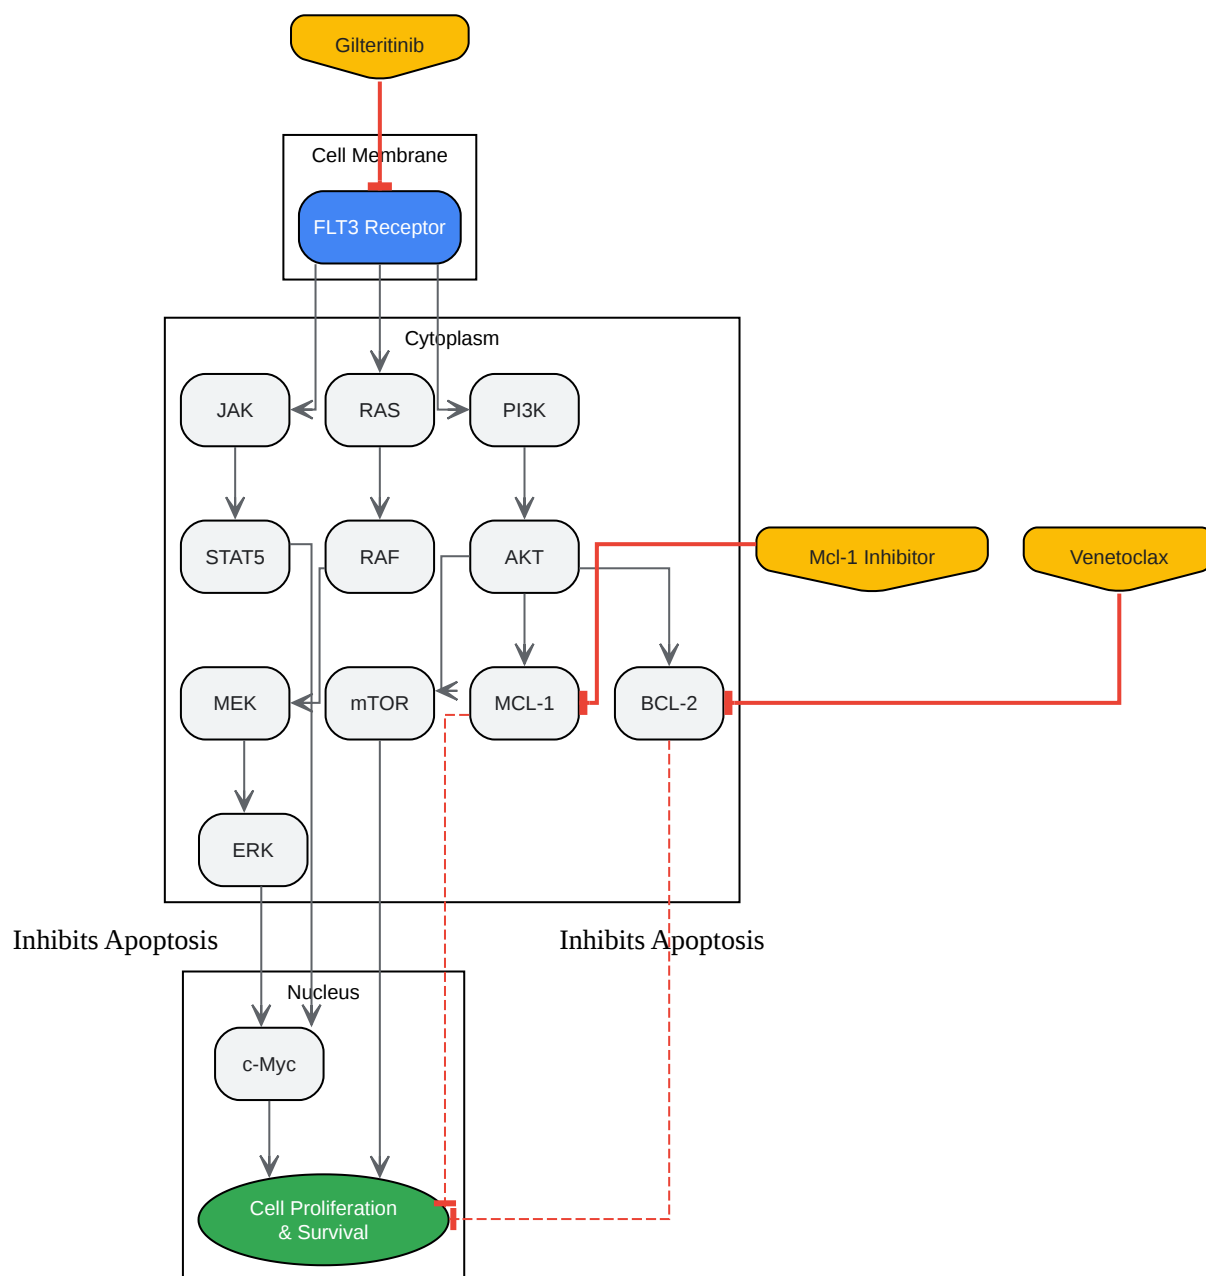 Gilteritinib
Cell Membrane
FLT3 Receptor
Cytoplasm
JAK
RAS
PI3K
STAT5
RAF
AKT
Mcl-1 Inhibitor
Venetoclax
MEK
mTOR
MCL-1
BCL-2
ERK
Inhibits Apoptosis
Inhibits Apoptosis
Nucleus
c-Myc
Cell Proliferation
& Survival